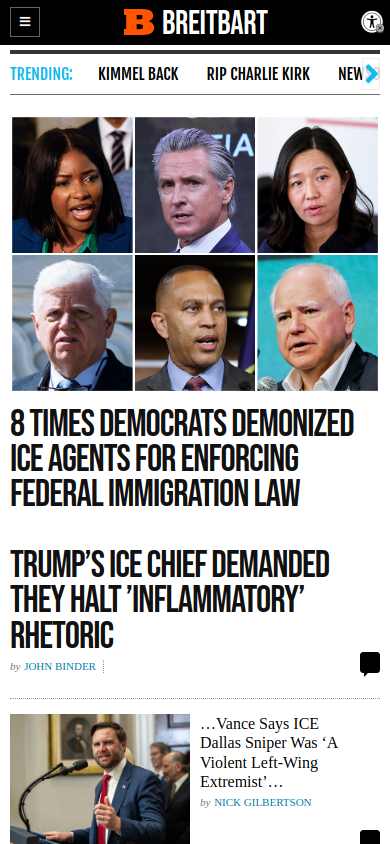 BREITBART
TRENDING: KIMMEL BACK RIP CHARLIE KIRK NEW
8 TIMES DEMOCRATS DEMONIZED
ICE AGENTS FOR ENFORCING
FEDERAL IMMIGRATION LAW
TRUMP’S ICE CHIEF DEMANDED
THEY HALT ’INFLAMMATORY’
RHETORIC
by JOHN BINDER
…Vance Says ICE
Dallas Sniper Was ‘A
Violent Left-Wing
Extremist’…
by NICK GILBERTSON